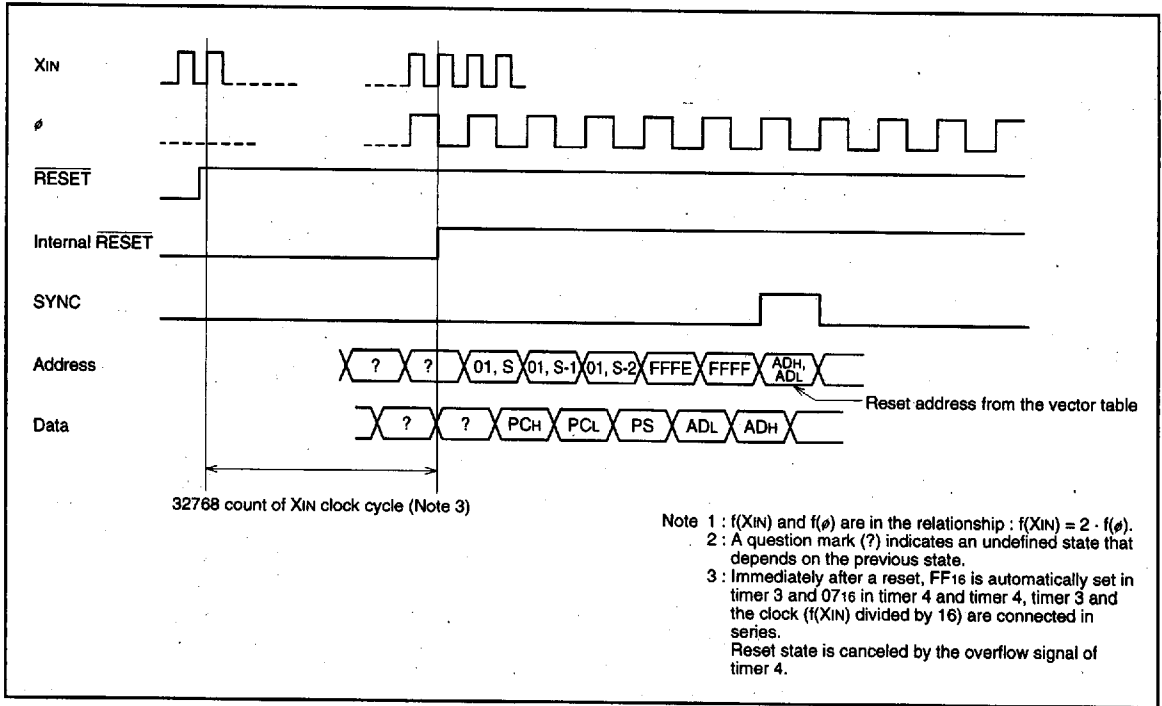 XIN
ø
RESET
Internal RESET
SYNC
Address
? ? 01, S 01, S-1 01, S-2 FFFE FFFF ADH, ADL
Reset address from the vector table
Data
? ? PCH PCL PS ADL ADH
32768 count of XIN clock cycle (Note 3)
Note 1 : f(XIN) and f(ø) are in the relationship : f(XIN) = 2 · f(ø).
2 : A question mark (?) indicates an undefined state that
depends on the previous state.
3 : Immediately after a reset, FF16 is automatically set in
timer 3 and 0716 in timer 4 and timer 4, timer 3 and
the clock (f(XIN) divided by 16) are connected in
series.
Reset state is canceled by the overflow signal of
timer 4.